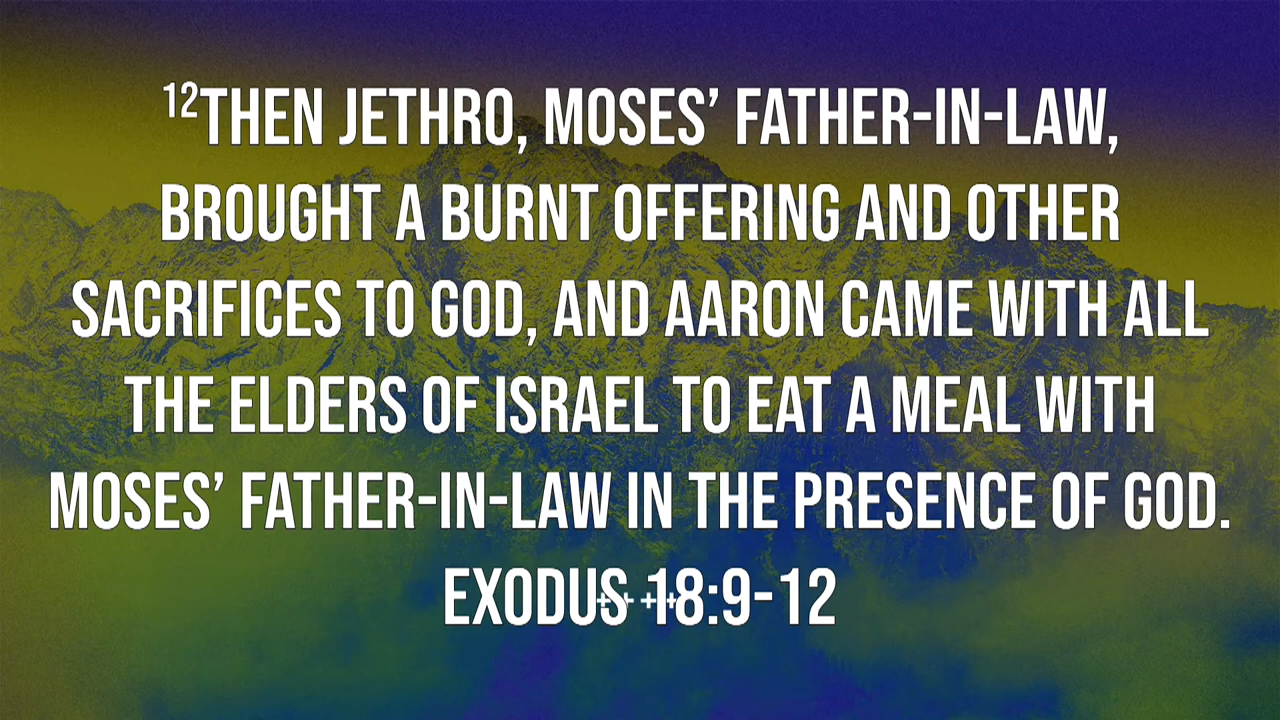 ¹²THEN JETHRO, MOSES’ FATHER-IN-LAW,
BROUGHT A BURNT OFFERING AND OTHER
SACRIFICES TO GOD, AND AARON CAME WITH ALL
THE ELDERS OF ISRAEL TO EAT A MEAL WITH
MOSES’ FATHER-IN-LAW IN THE PRESENCE OF GOD.
EXODUS 18:9-12